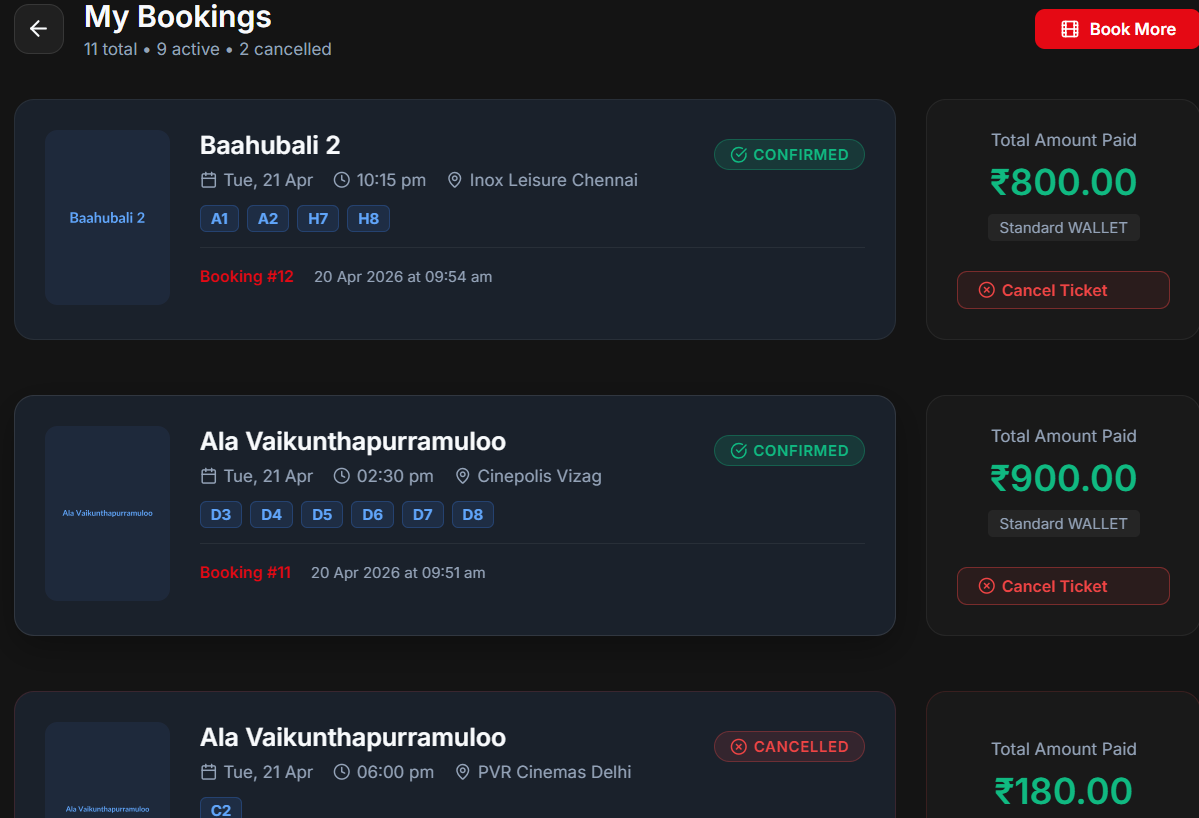 My Bookings
11 total • 9 active • 2 cancelled
Book More
Baahubali 2
Baahubali 2
CONFIRMED
Tue, 21 Apr 10:15 pm Inox Leisure Chennai
A1 A2 H7 H8
Booking #12 20 Apr 2026 at 09:54 am
Total Amount Paid
₹800.00
Standard WALLET
Cancel Ticket
Ala Vaikunthapurramuloo
Ala Vaikunthapurramuloo
CONFIRMED
Tue, 21 Apr 02:30 pm Cinepolis Vizag
D3 D4 D5 D6 D7 D8
Booking #11 20 Apr 2026 at 09:51 am
Total Amount Paid
₹900.00
Standard WALLET
Cancel Ticket
Ala Vaikunthapurramuloo
Ala Vaikunthapurramuloo
CANCELLED
Tue, 21 Apr 06:00 pm PVR Cinemas Delhi
C2
Total Amount Paid
₹180.00